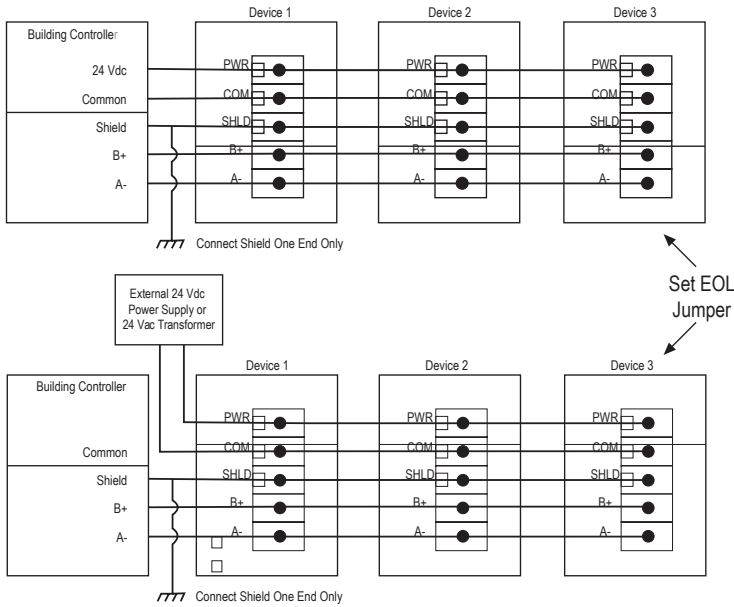 Device 1
Device 2
Device 3
Building Controller
24 Vdc
PWR
PWR
PWR
Common
COM
COM
COM
Shield
SHLD
SHLD
SHLD
B+
B+
B+
B+
A-
A-
A-
A-
Connect Shield One End Only
Set EOL
Jumper
External 24 Vdc
Power Supply or
24 Vac Transformer
Device 1
Device 2
Device 3
Building Controller
PWR
PWR
PWR
Common
COM
COM
COM
Shield
SHLD
SHLD
SHLD
B+
B+
B+
B+
A-
A-
A-
A-
Connect Shield One End Only